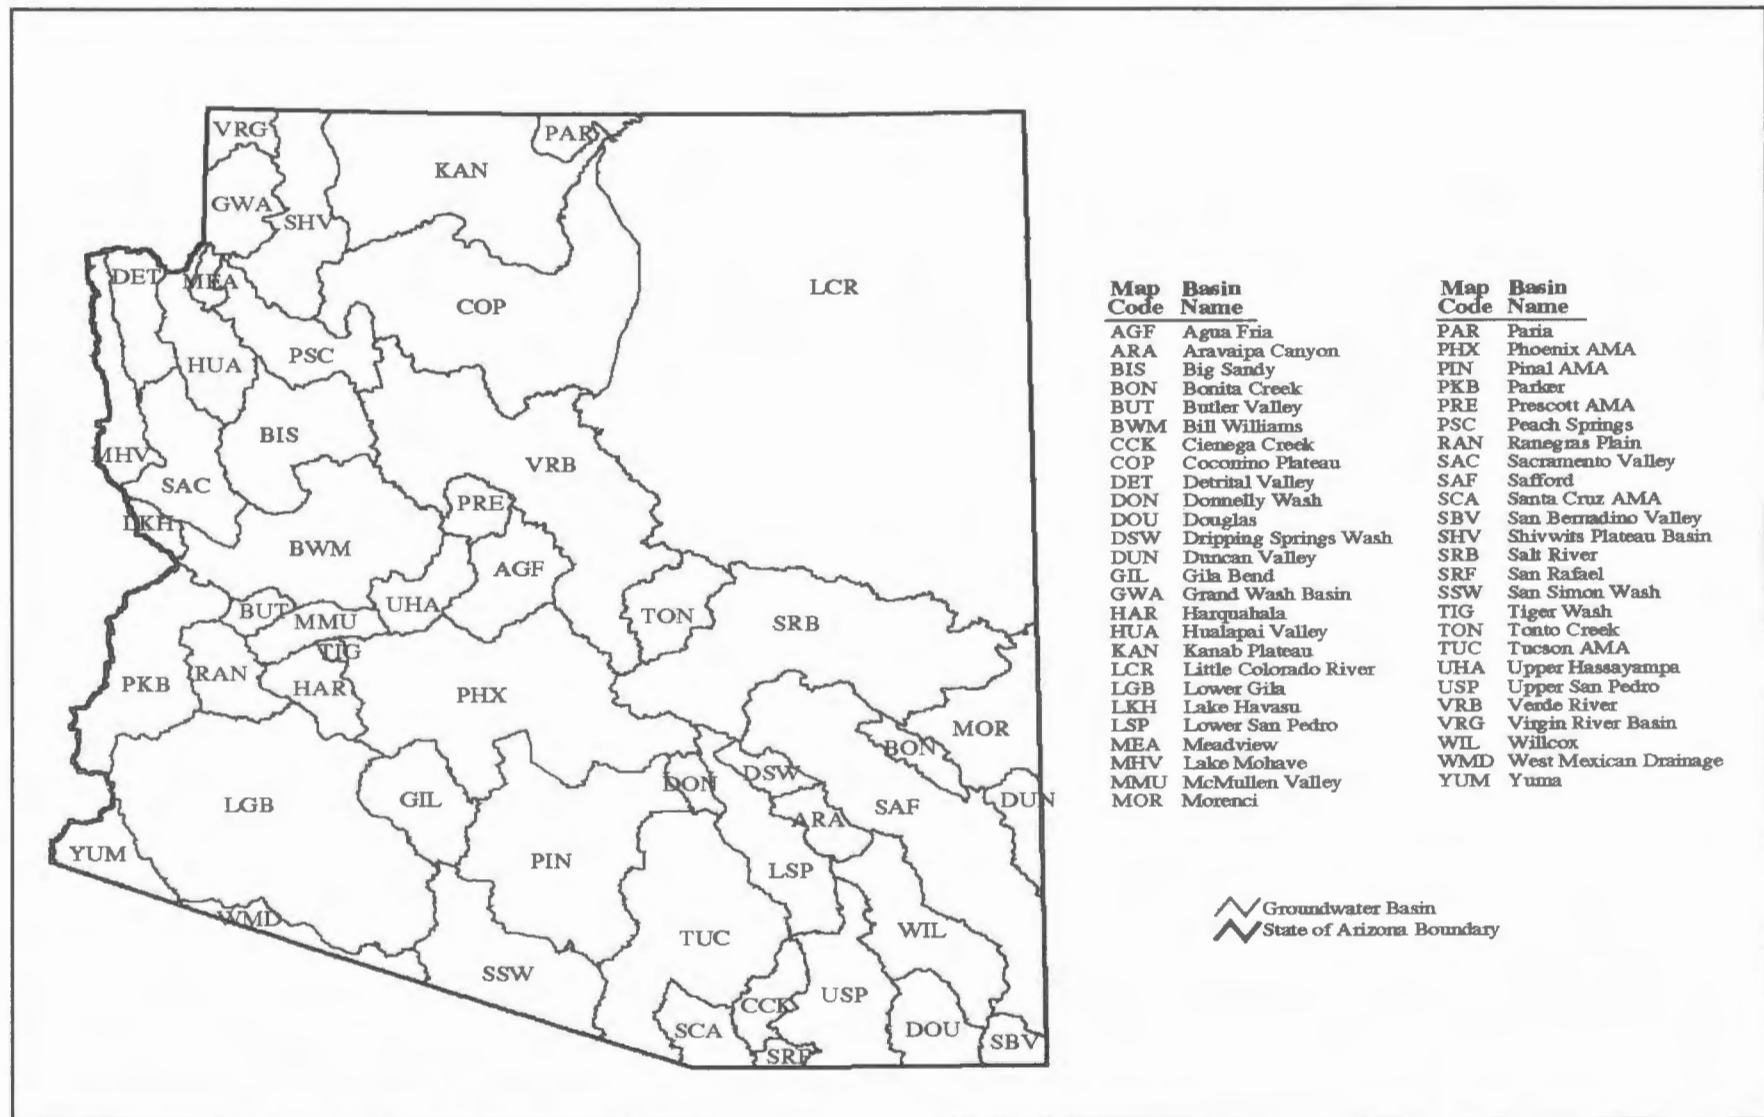 VRG
PAR
KAN
GWA
SHV
DET
MEA
LCR
COP
PSC
HUA
BIS
MHV
VRB
SAC
PRE
LKH
BWM
AGF
BUT
UHA
MMU
TON
SRB
TIG
RAN
PKB
HAR
PHX
MOR
BON
DSW
DON
LGB
GIL
SAF
DUN
ARA
YUM
PIN
LSP
WMD
TUC
WIL
SSW
USP
CCK
SCA
DOU
SBV
SRF
Map Basin
Code Name
AGF Agua Fria
ARA Aravaipa Canyon
BIS Big Sandy
BON Bonita Creek
BUT Butler Valley
BWM Bill Williams
CCK Cienega Creek
COP Coconino Plateau
DET Detrital Valley
DON Donnelly Wash
DOU Douglas
DSW Dripping Springs Wash
DUN Duncan Valley
GIL Gila Bend
GWA Grand Wash Basin
HAR Harquahala
HUA Hualapai Valley
KAN Kanab Plateau
LCR Little Colorado River
LGB Lower Gila
LKH Lake Havasu
LSP Lower San Pedro
MEA Meadview
MHV Lake Mohave
MMU McMullen Valley
MOR Morenci
Map Basin
Code Name
PAR Paria
PHX Phoenix AMA
PIN Pinal AMA
PKB Parker
PRE Prescott AMA
PSC Peach Springs
RAN Ranegras Plain
SAC Sacramento Valley
SAF Safford
SCA Santa Cruz AMA
SBV San Bernadino Valley
SHV Shivwits Plateau Basin
SRB Salt River
SRF San Rafael
SSW San Simon Wash
TIG Tiger Wash
TON Tonto Creek
TUC Tucson AMA
UHA Upper Hassayampa
USP Upper San Pedro
VRB Verde River
VRG Virgin River Basin
WIL Willcox
WMD West Mexican Drainage
YUM Yuma
Groundwater Basin
State of Arizona Boundary